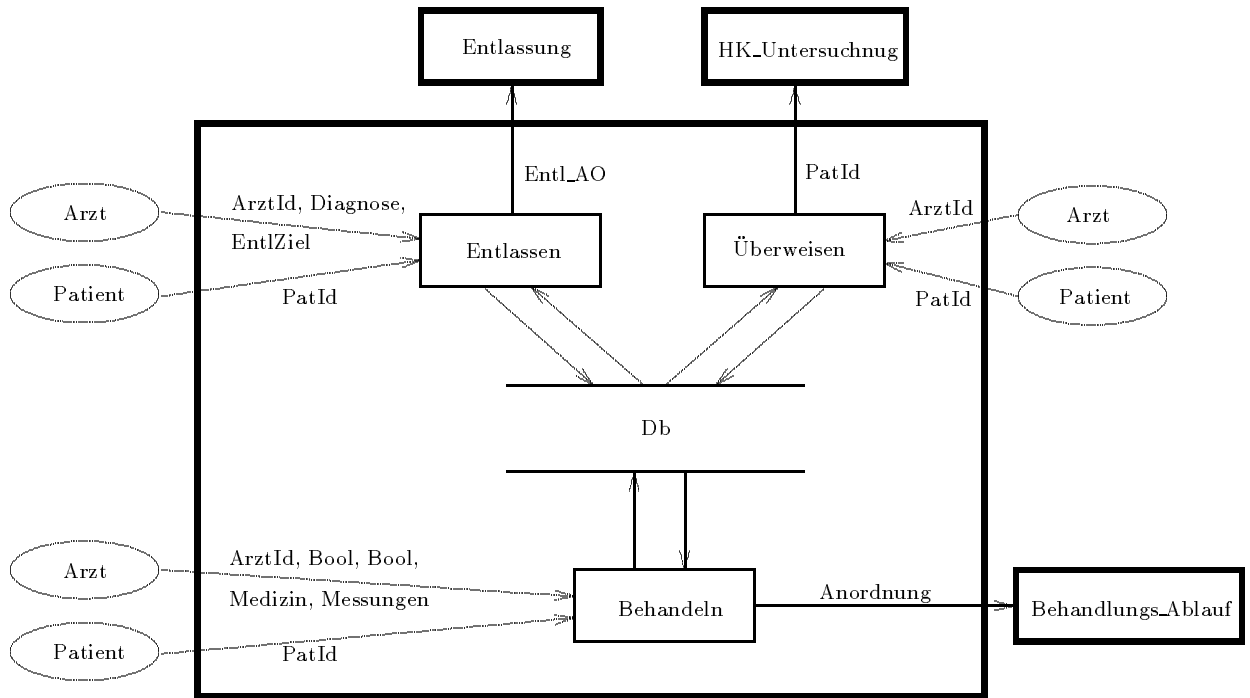 Entlassung
HK_Untersuchnug
Entl_AO
PatId
Arzt
ArztId, Diagnose,
EntlZiel
Entlassen
Überweisen
ArztId
Arzt
Patient
PatId
PatId
Patient
Db
Arzt
ArztId, Bool, Bool,
Medizin, Messungen
Behandeln
Anordnung
Behandlungs_Ablauf
Patient
PatId